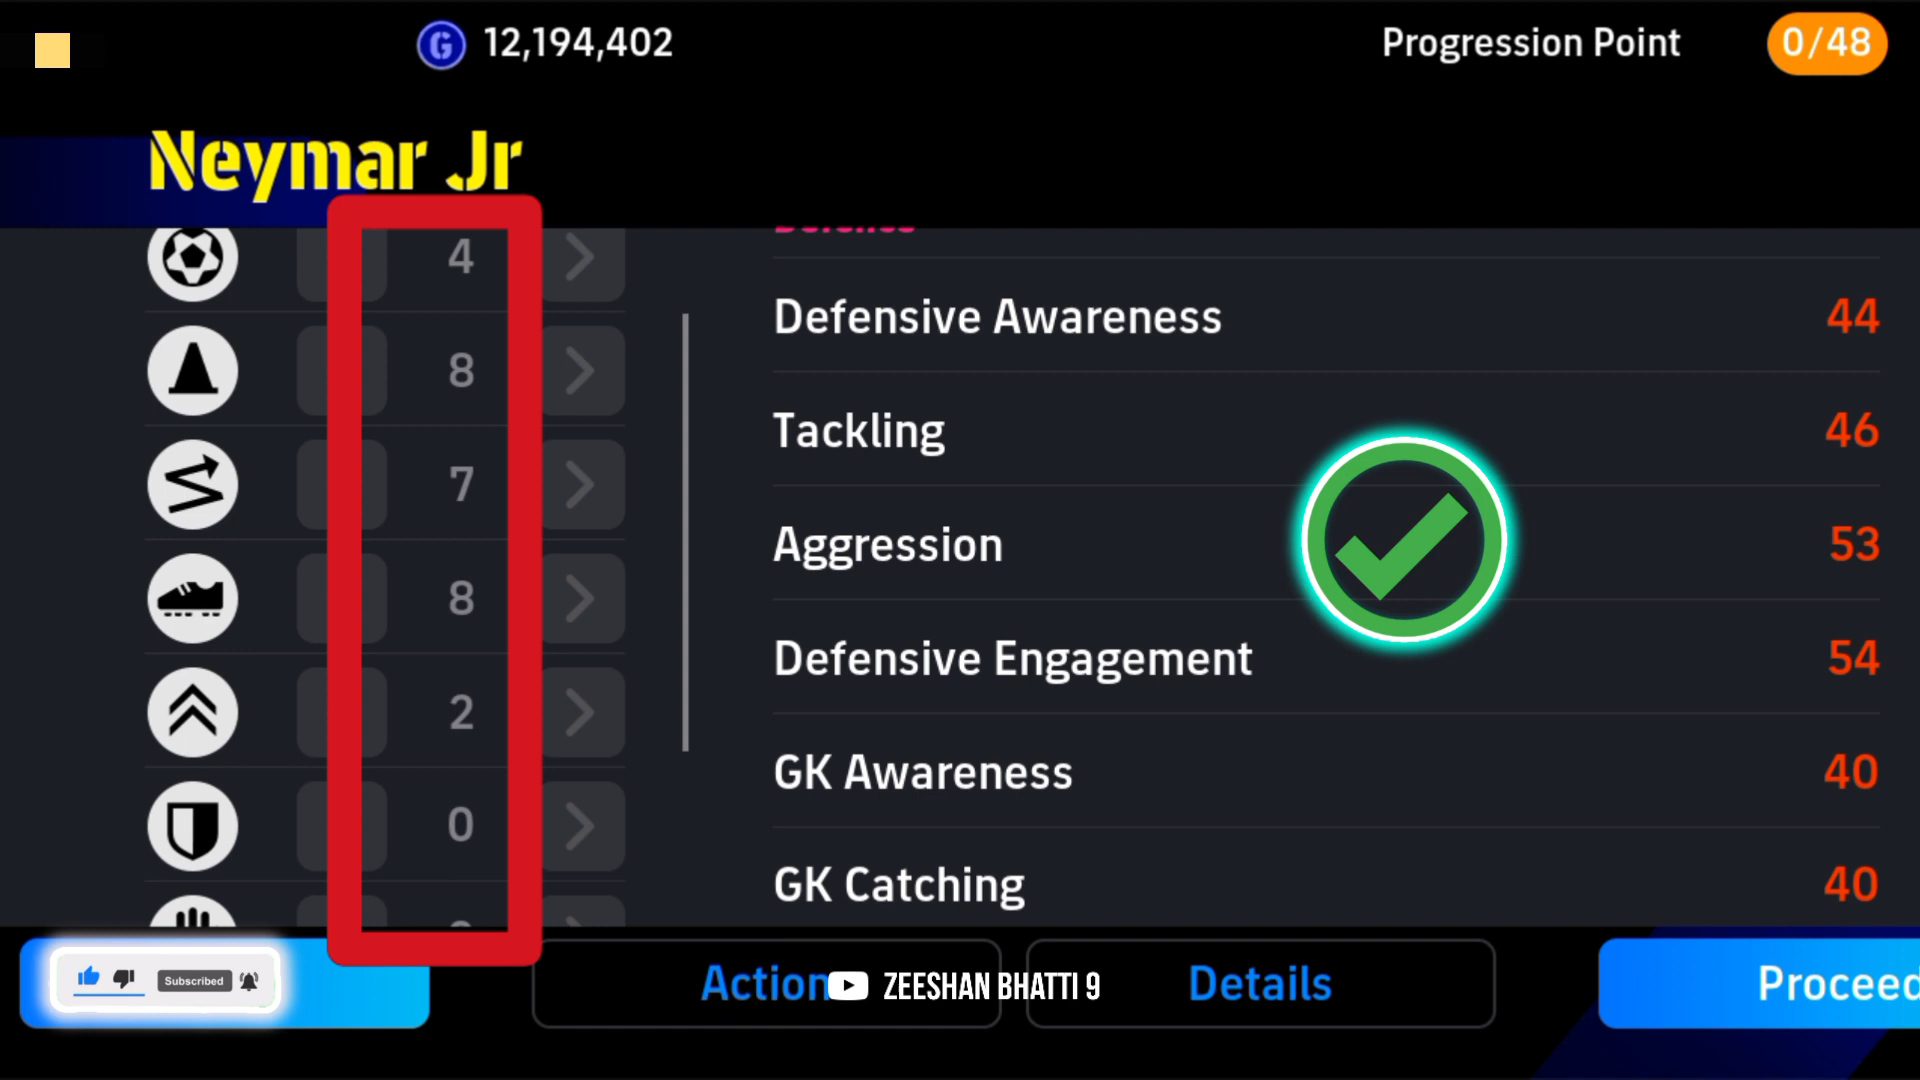 G 12,194,402 Progression Point 0/48
Neymar Jr
4
8
7
8
2
0
Defensive Awareness 44
Tackling 46
Aggression 53
Defensive Engagement 54
GK Awareness 40
GK Catching 40
Subscribed
Action
ZEESHAN BHATTI 9
Details
Proceed